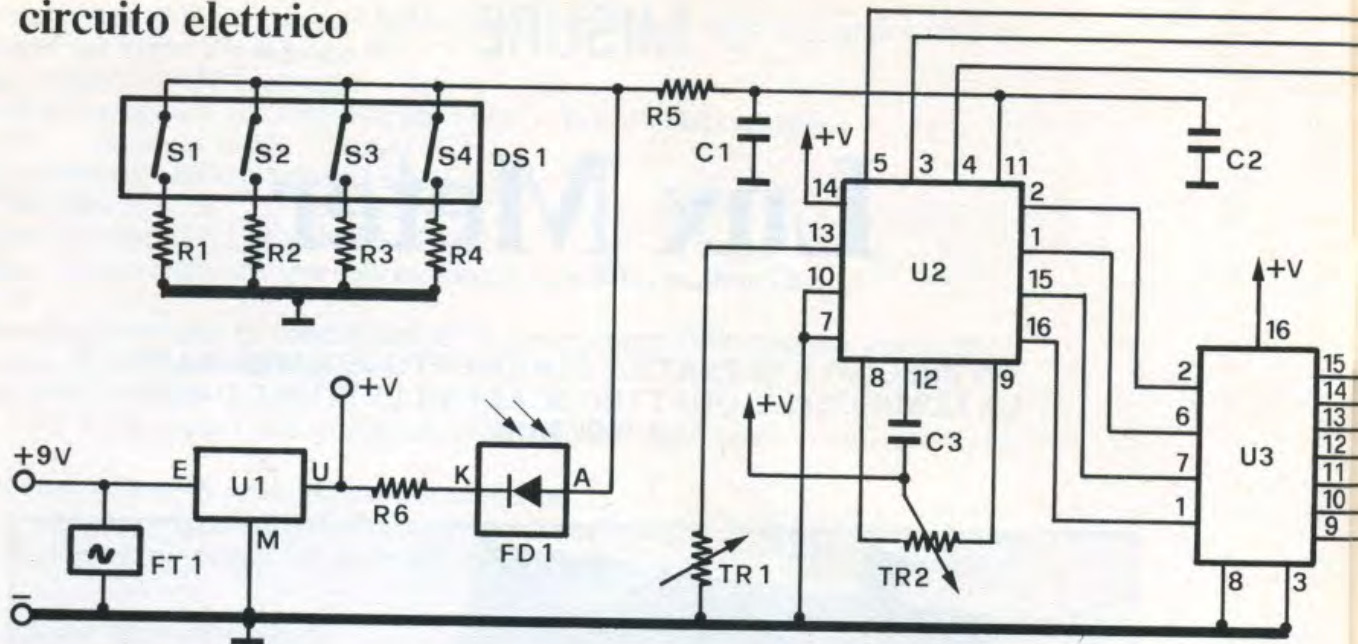 circuito elettrico
S1 S2 S3 S4 DS1
R1 R2 R3 R4
R5
C1
C2
+V
5 3 4 11
14
13
10
7
U2
2
1
15
16
8 12 9
+V
C3
TR1
TR2
+V
16
2
6
7
1
U3
15
14
13
12
11
10
9
8 3
+9V
E U1 U
M
FT1
+V
R6
K A
FD1
–